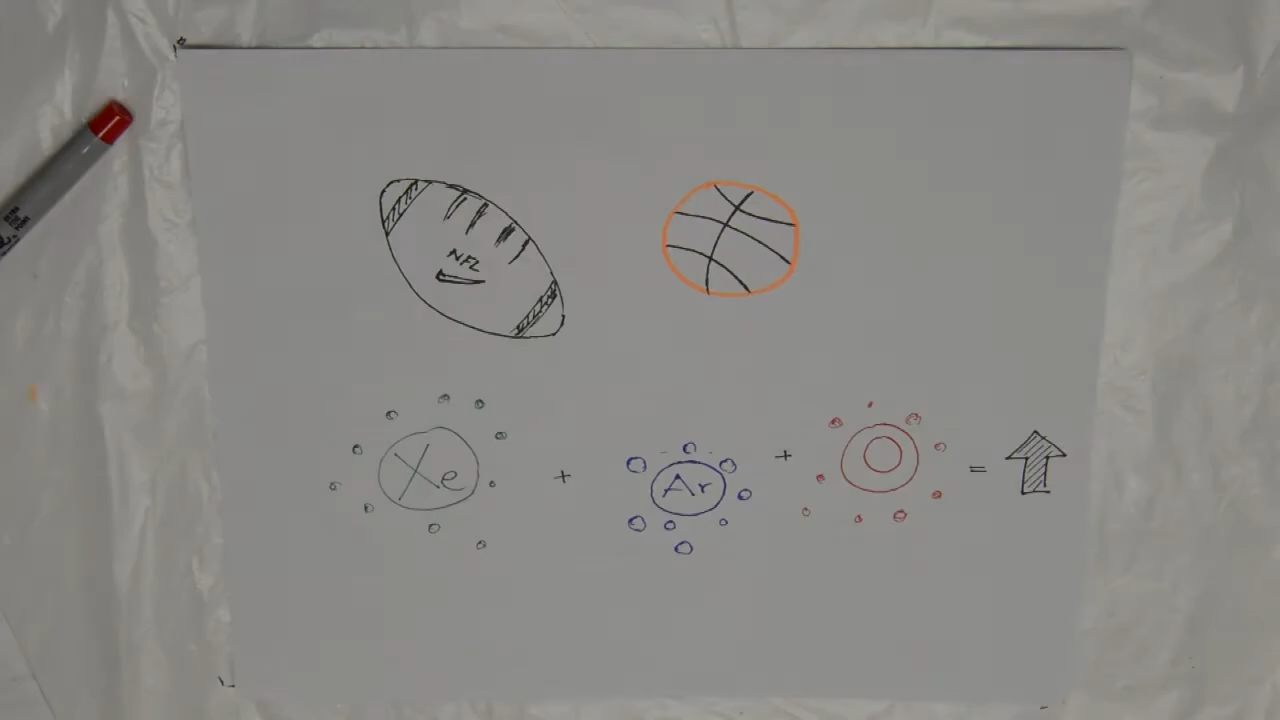 NFL
Xe + Ar + O =